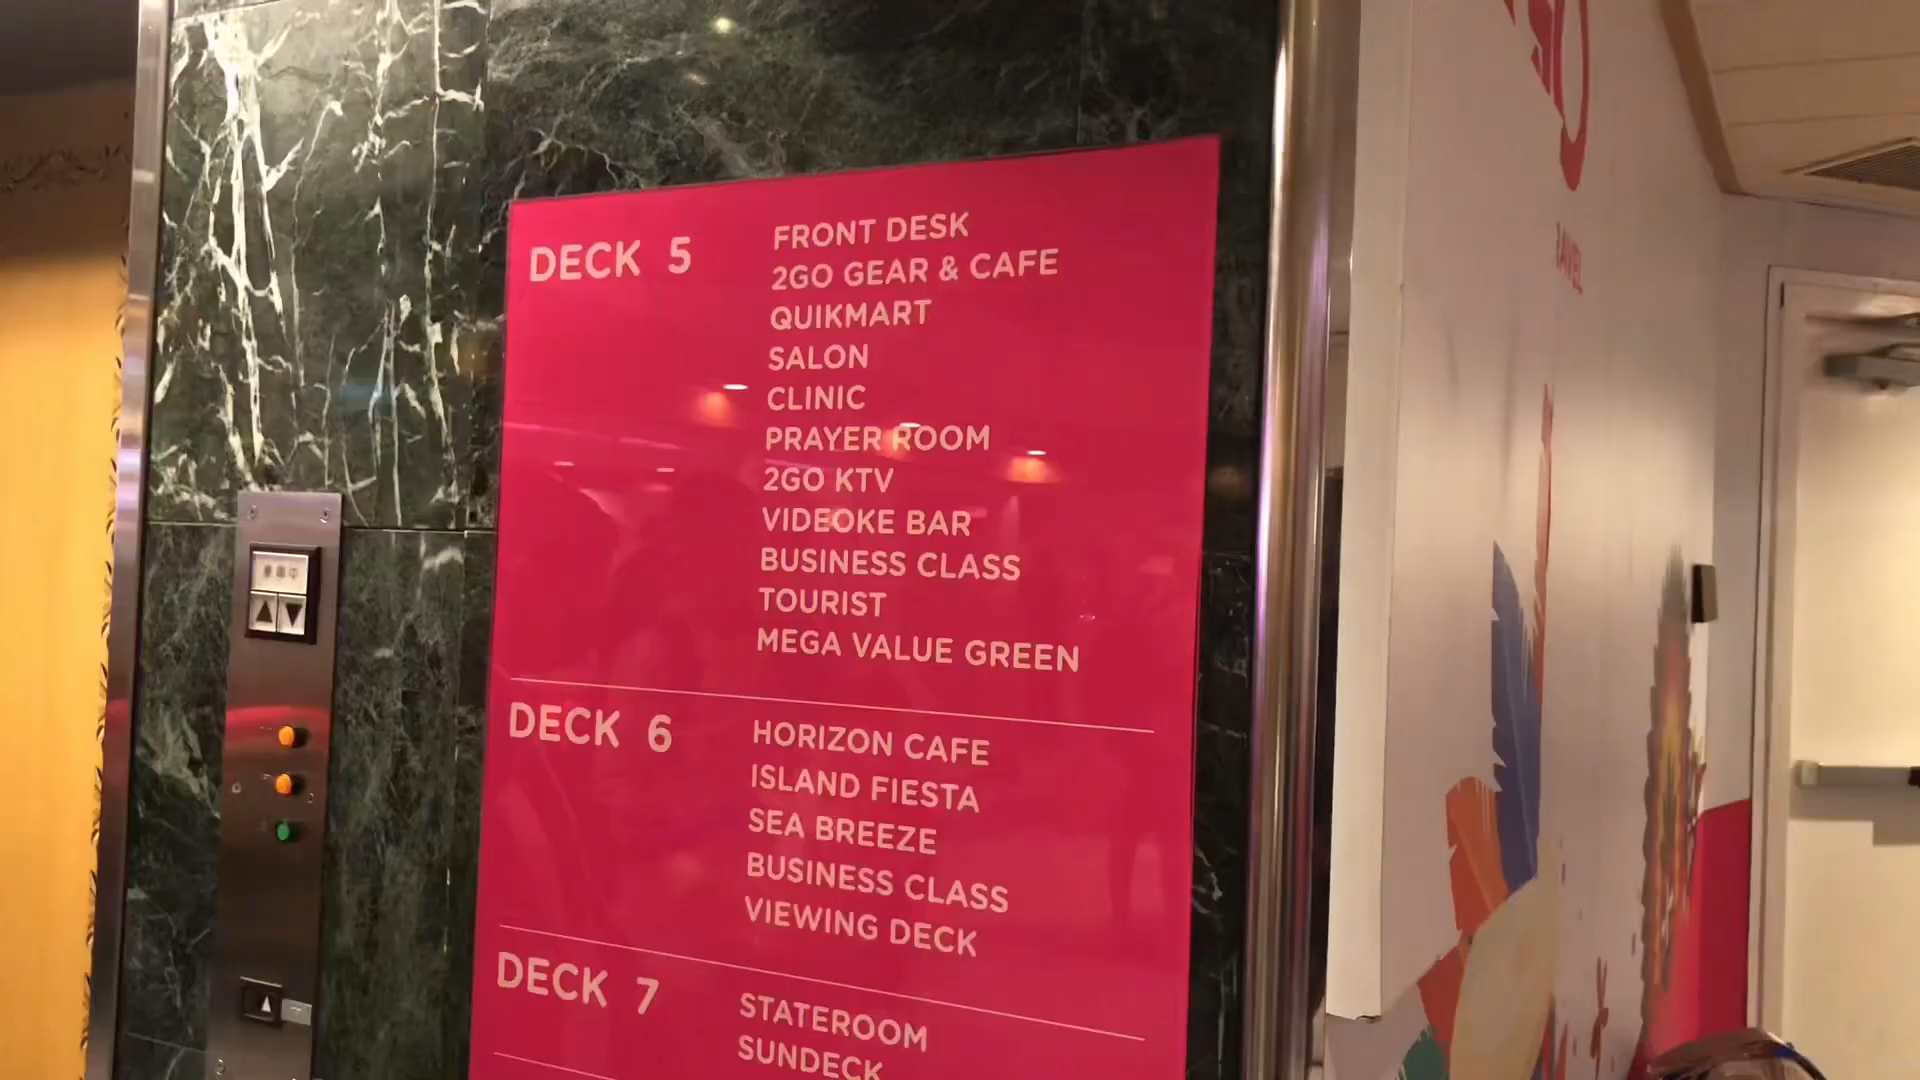 DECK 5
FRONT DESK
2GO GEAR & CAFE
QUIKMART
SALON
CLINIC
PRAYER ROOM
2GO KTV
VIDEOKE BAR
BUSINESS CLASS
TOURIST
MEGA VALUE GREEN
DECK 6
HORIZON CAFE
ISLAND FIESTA
SEA BREEZE
BUSINESS CLASS
VIEWING DECK
DECK 7
STATEROOM
SUNDECK